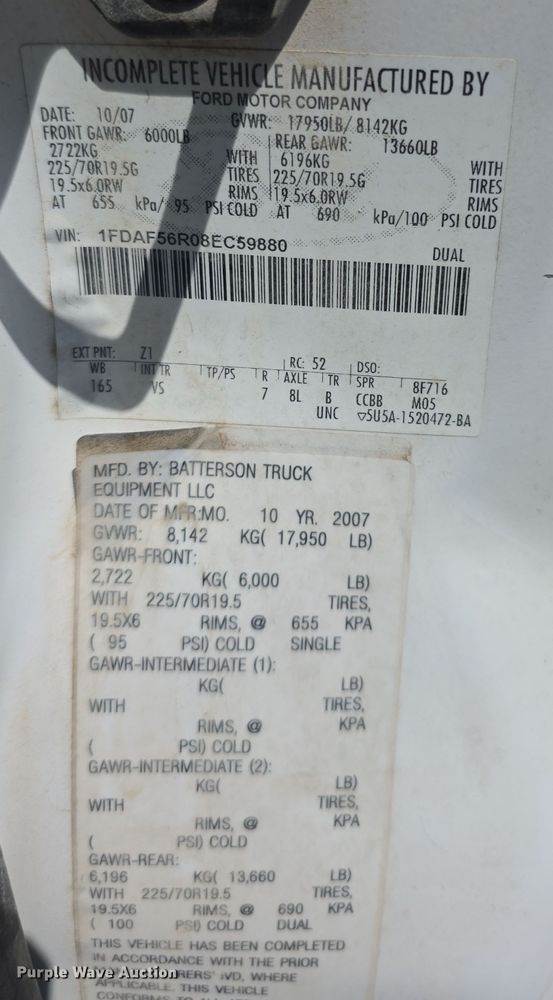 INCOMPLETE VEHICLE MANUFACTURED BY
FORD MOTOR COMPANY
DATE: 10/07 GVWR: 17950LB/ 8142KG
FRONT GAWR: 6000LB REAR GAWR: 13660LB
2722KG WITH 6196KG WITH
225/70R19.5G TIRES 225/70R19.5G TIRES
19.5x6.0RW RIMS 19.5x6.0RW RIMS
AT 655 kPa/ 95 PSI COLD AT 690 kPa/100 PSI COLD
VIN: 1FDAF56R08EC59880 DUAL
EXT PNT: Z1 RC: 52 DSO:
WB INT TR TP/PS R AXLE TR SPR 8F716
165 VS 7 8L B CCBB M05
UNC ▽5U5A-1520472-BA
MFD. BY: BATTERSON TRUCK
EQUIPMENT LLC
DATE OF MFR:MO. 10 YR. 2007
GVWR: 8,142 KG( 17,950 LB)
GAWR-FRONT:
2,722 KG( 6,000 LB)
WITH 225/70R19.5 TIRES,
19.5X6 RIMS, @ 655 KPA
( 95 PSI) COLD SINGLE
GAWR-INTERMEDIATE (1):
KG( LB)
WITH TIRES,
RIMS, @ KPA
( PSI) COLD
GAWR-INTERMEDIATE (2):
KG( LB)
WITH TIRES,
RIMS, @ KPA
( PSI) COLD
GAWR-REAR:
6,196 KG( 13,660 LB)
WITH 225/70R19.5 TIRES,
19.5X6 RIMS, @ 690 KPA
( 100 PSI) COLD DUAL
THIS VEHICLE HAS BEEN COMPLETED
IN ACCORDANCE WITH THE PRIOR
RERS' IVD, WHERE
APPLICABLE. THIS VEHICLE
Purple Wave Auction